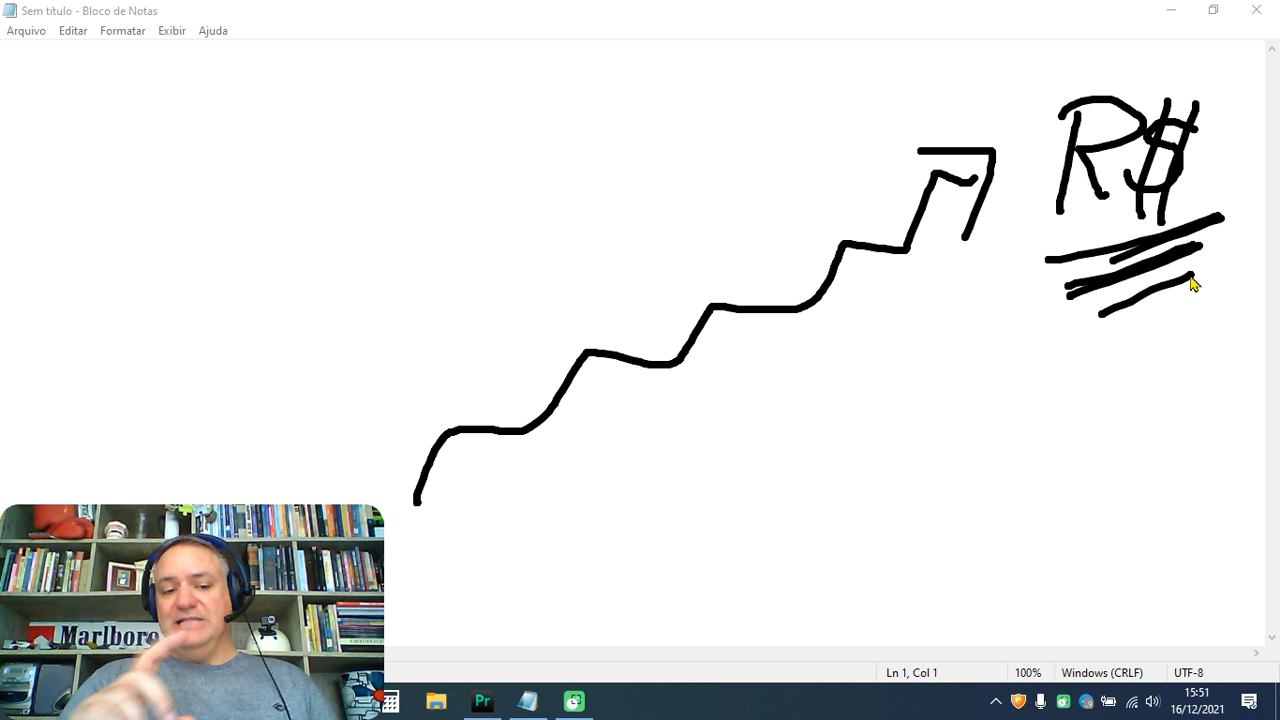 Sem título - Bloco de Notas
Arquivo Editar Formatar Exibir Ajuda
R$
Marlboro
Ln 1, Col 1 100% Windows (CRLF) UTF-8
Pr
15:51
16/12/2021